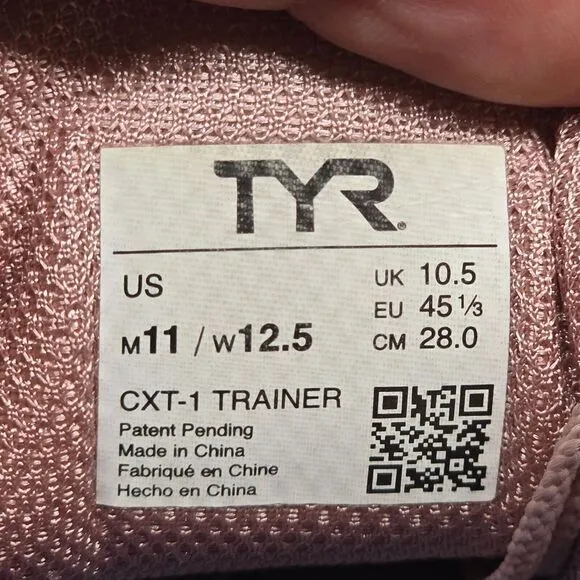 TYR®
US
M11 / W12.5
UK 10.5
EU 45 1/3
CM 28.0
CXT-1 TRAINER
Patent Pending
Made in China
Fabriqué en Chine
Hecho en China